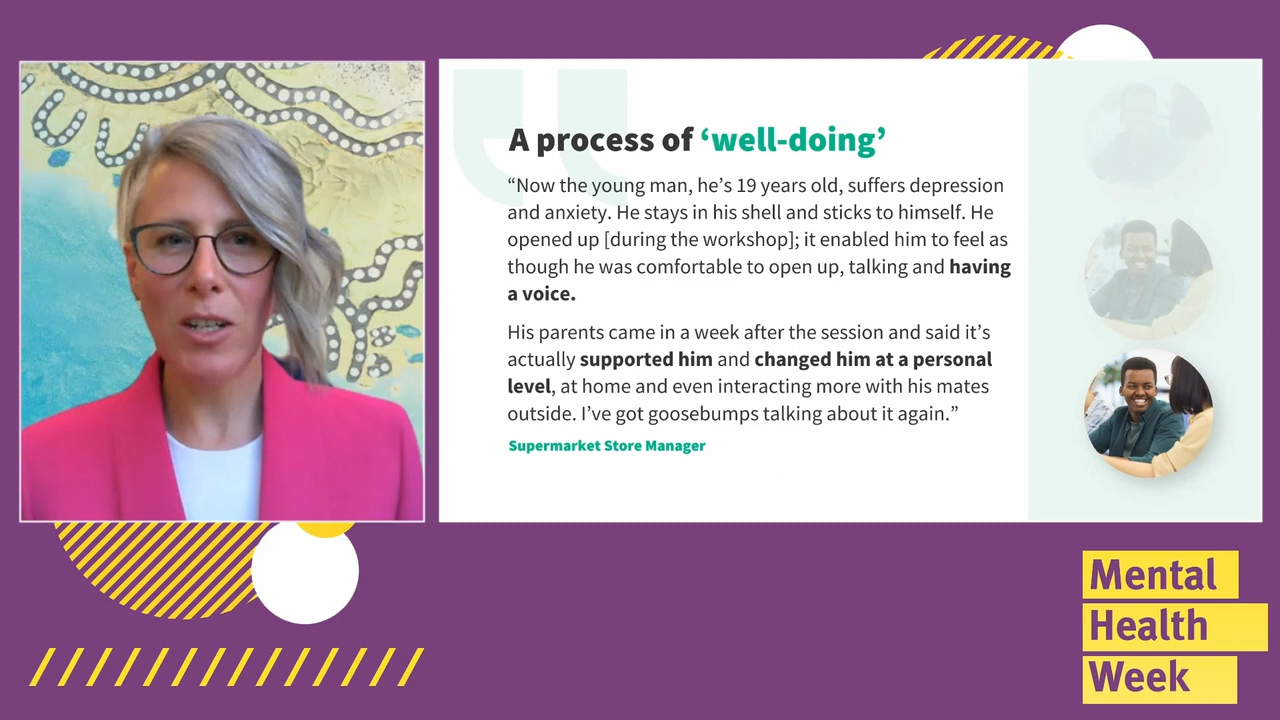 A process of ‘well-doing’
“Now the young man, he’s 19 years old, suffers depression
and anxiety. He stays in his shell and sticks to himself. He
opened up [during the workshop]; it enabled him to feel as
though he was comfortable to open up, talking and having
a voice.
His parents came in a week after the session and said it’s
actually supported him and changed him at a personal
level, at home and even interacting more with his mates
outside. I’ve got goosebumps talking about it again.”
Supermarket Store Manager
Mental
Health
Week